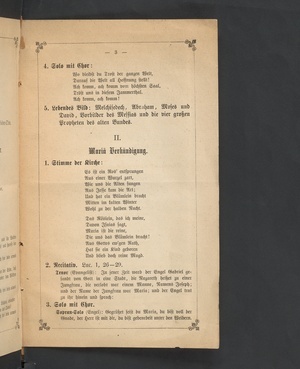 — 3 —
4. Solo mit Chor:
Wo bleibst du Trost der ganzen Welt,
Darauf die Welt all Hoffnung stellt?
Ach komm, ach komm vom höchsten Saal,
Tröst uns in diesem Jammerthal.
Ach komm, ach komm!
5. Lebendes Bild: Melchisedech, Abraham, Moses und
David, Vorbilder des Messias und die vier großen
Propheten des alten Bundes.
II.
Mariä Verkündigung.
1. Stimme der Kirche:
Es ist ein Ros' entsprungen
Aus einer Wurzel zart,
Wie uns die Alten sungen
Aus Jesse kam die Art;
Und hat ein Blümlein bracht
Mitten im kalten Winter
Wohl zu der halben Nacht.
Das Röslein, das ich meine,
Davon Isaias sagt,
Maria ist die reine,
Die uns das Blümlein bracht!
Aus Gottes ew'gem Rath,
Hat sie ein Kind geboren
Und blieb doch reine Magd.
2. Recitativ. Luc. 1, 26—29.
Tenor (Evangelist): In jener Zeit ward der Engel Gabriel ge-
sandt von Gott in eine Stadt, die Nazareth heißet zu einer
Jungfrau, die verlobt war einem Manne, Namens Joseph;
und der Name der Jungfrau war Maria; und der Engel trat
zu ihr hinein und sprach:
3. Solo mit Chor.
Sopran-Solo (Engel): Gegrüßet seist du Maria, du bist voll der
Gnade, der Herr ist mit dir, du bist gebenedeit unter den Weibern.